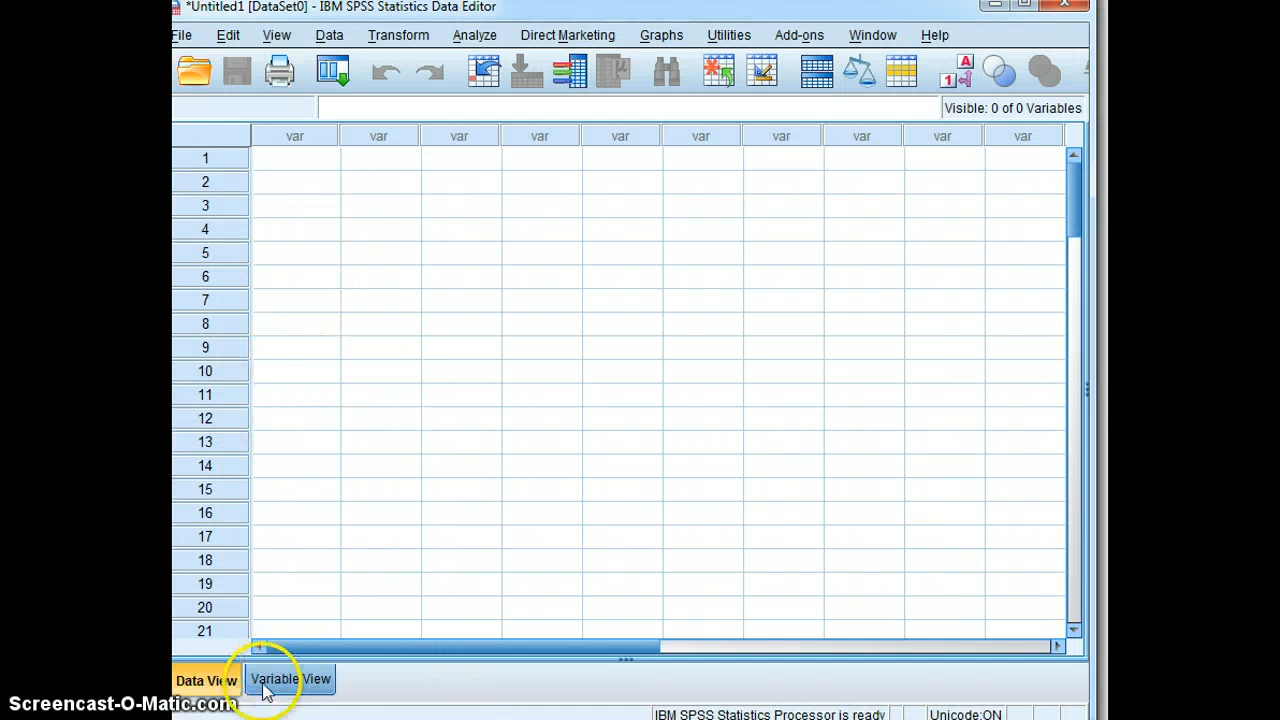 *Untitled1 [DataSet0] - IBM SPSS Statistics Data Editor
File Edit View Data Transform Analyze Direct Marketing Graphs Utilities Add-ons Window Help
A
1
Visible: 0 of 0 Variables
var var var var var var var var var var
1
2
3
4
5
6
7
8
9
10
11
12
13
14
15
16
17
18
19
20
21
Data View Variable View
Screencast-O-Matic.com
IBM SPSS Statistics Processor is ready Unicode:ON